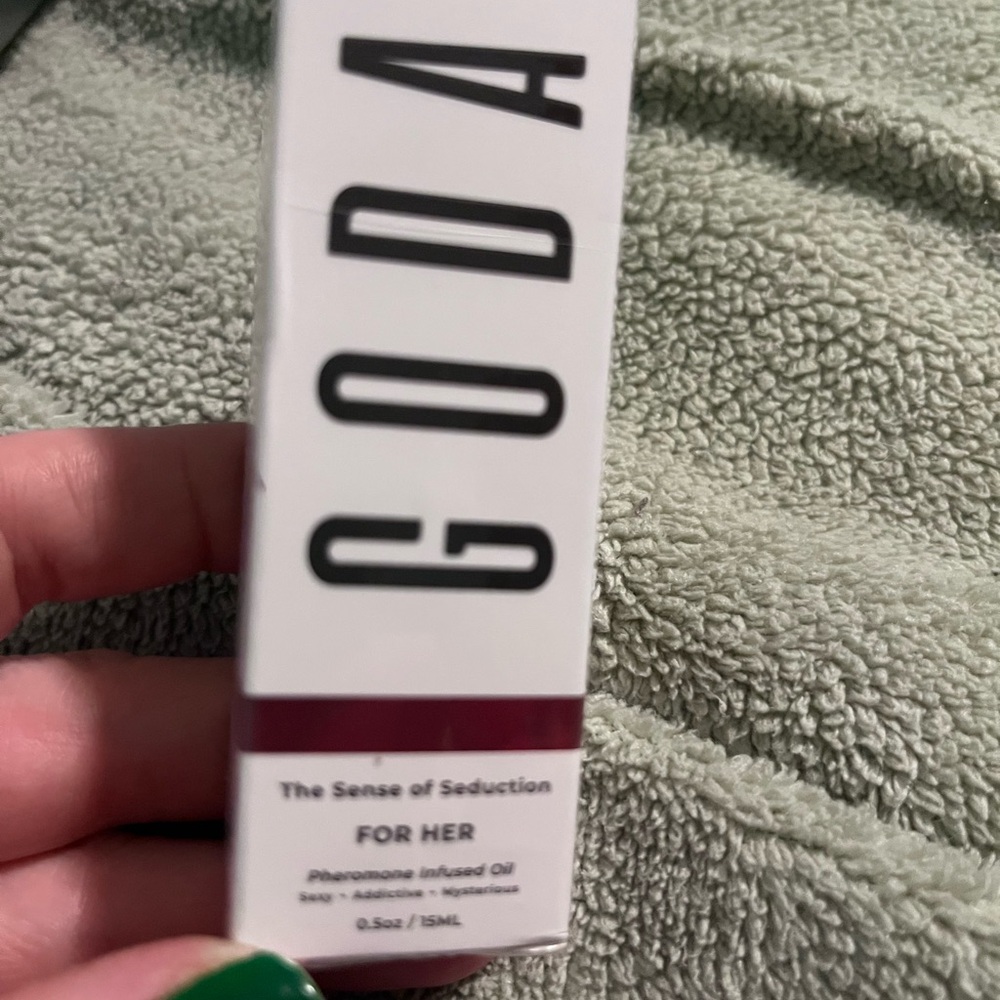 GODA
The Sense of Seduction
FOR HER
Pheromone Infused Oil
Sexy • Addictive • Mysterious
0.5oz / 15ML